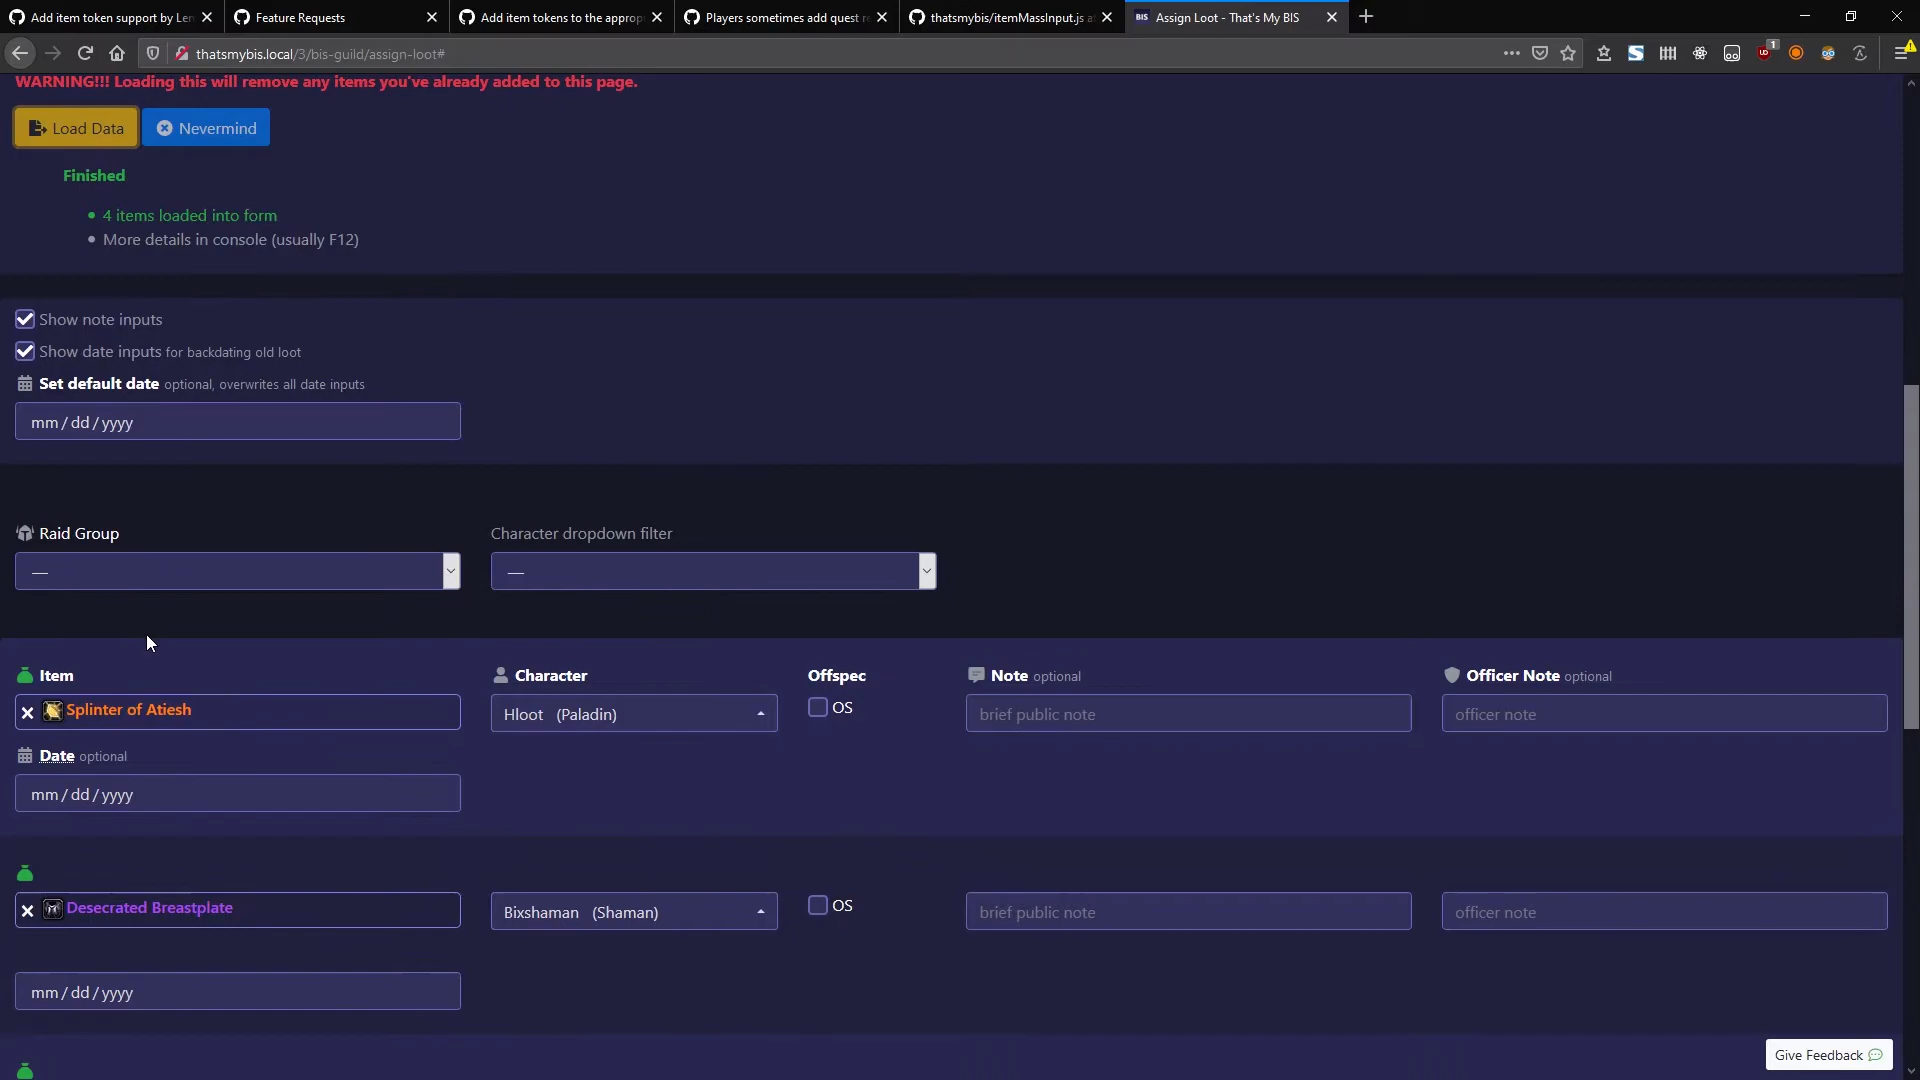 Add item token support by Len
Feature Requests
Add item tokens to the approp
Players sometimes add quest re
thatsmybis/itemMassInput.js at
BIS Assign Loot - That's My BIS
thatsmybis.local/3/bis-guild/assign-loot#
1
WARNING!!! Loading this will remove any items you've already added to this page.
Load Data
Nevermind
Finished
4 items loaded into form
More details in console (usually F12)
Show note inputs
Show date inputs for backdating old loot
Set default date optional, overwrites all date inputs
mm / dd / yyyy
Raid Group
Character dropdown filter
—
—
Item
Character
Offspec
Note optional
Officer Note optional
Splinter of Atiesh
Hloot (Paladin)
OS
brief public note
officer note
Date optional
mm / dd / yyyy
Desecrated Breastplate
Bixshaman (Shaman)
OS
brief public note
officer note
mm / dd / yyyy
Give Feedback